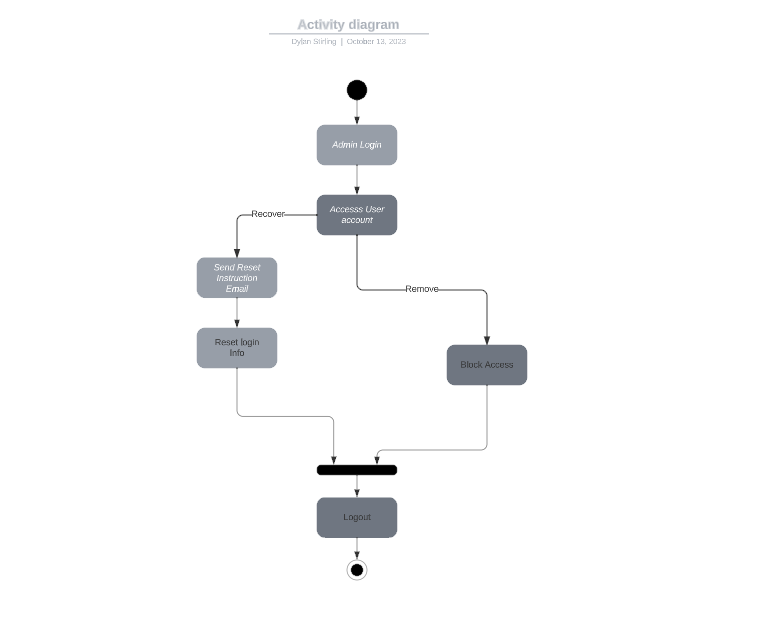 Activity diagram
Dylan Stirling | October 13, 2023
Admin Login
Accesss User
account
Recover
Send Reset
Instruction
Email
Remove
Reset login
Info
Block Access
Logout